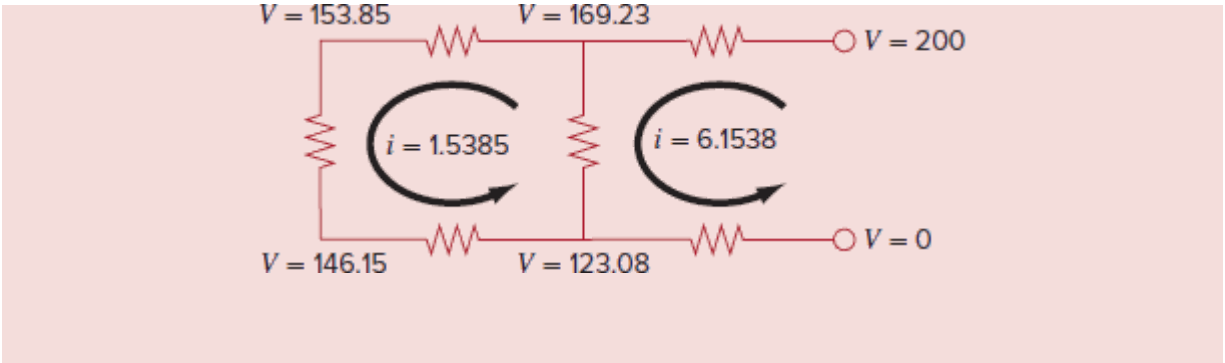 V = 153.85
V = 169.23
V = 200
i = 1.5385
i = 6.1538
V = 146.15
V = 123.08
V = 0